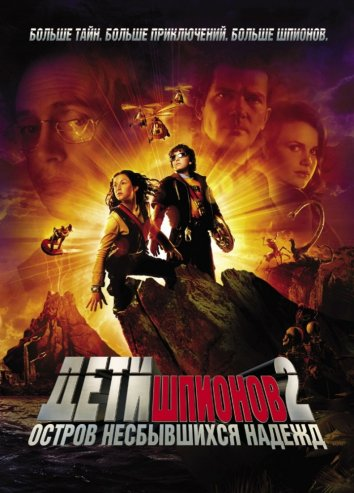 БОЛЬШЕ ТАЙН. БОЛЬШЕ ПРИКЛЮЧЕНИЙ. БОЛЬШЕ ШПИОНОВ.
ДЕТИ ШПИОНОВ 2
ОСТРОВ НЕСБЫВШИХСЯ НАДЕЖД